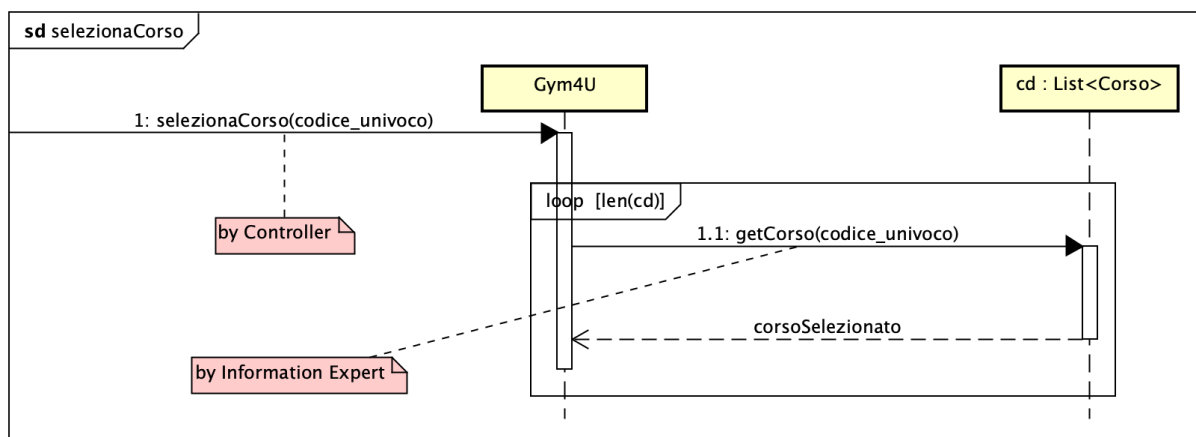 sd selezionaCorso
Gym4U
cd : List<Corso>
1: selezionaCorso(codice_univoco)
loop [len(cd)]
by Controller
1.1: getCorso(codice_univoco)
corsoSelezionato
by Information Expert